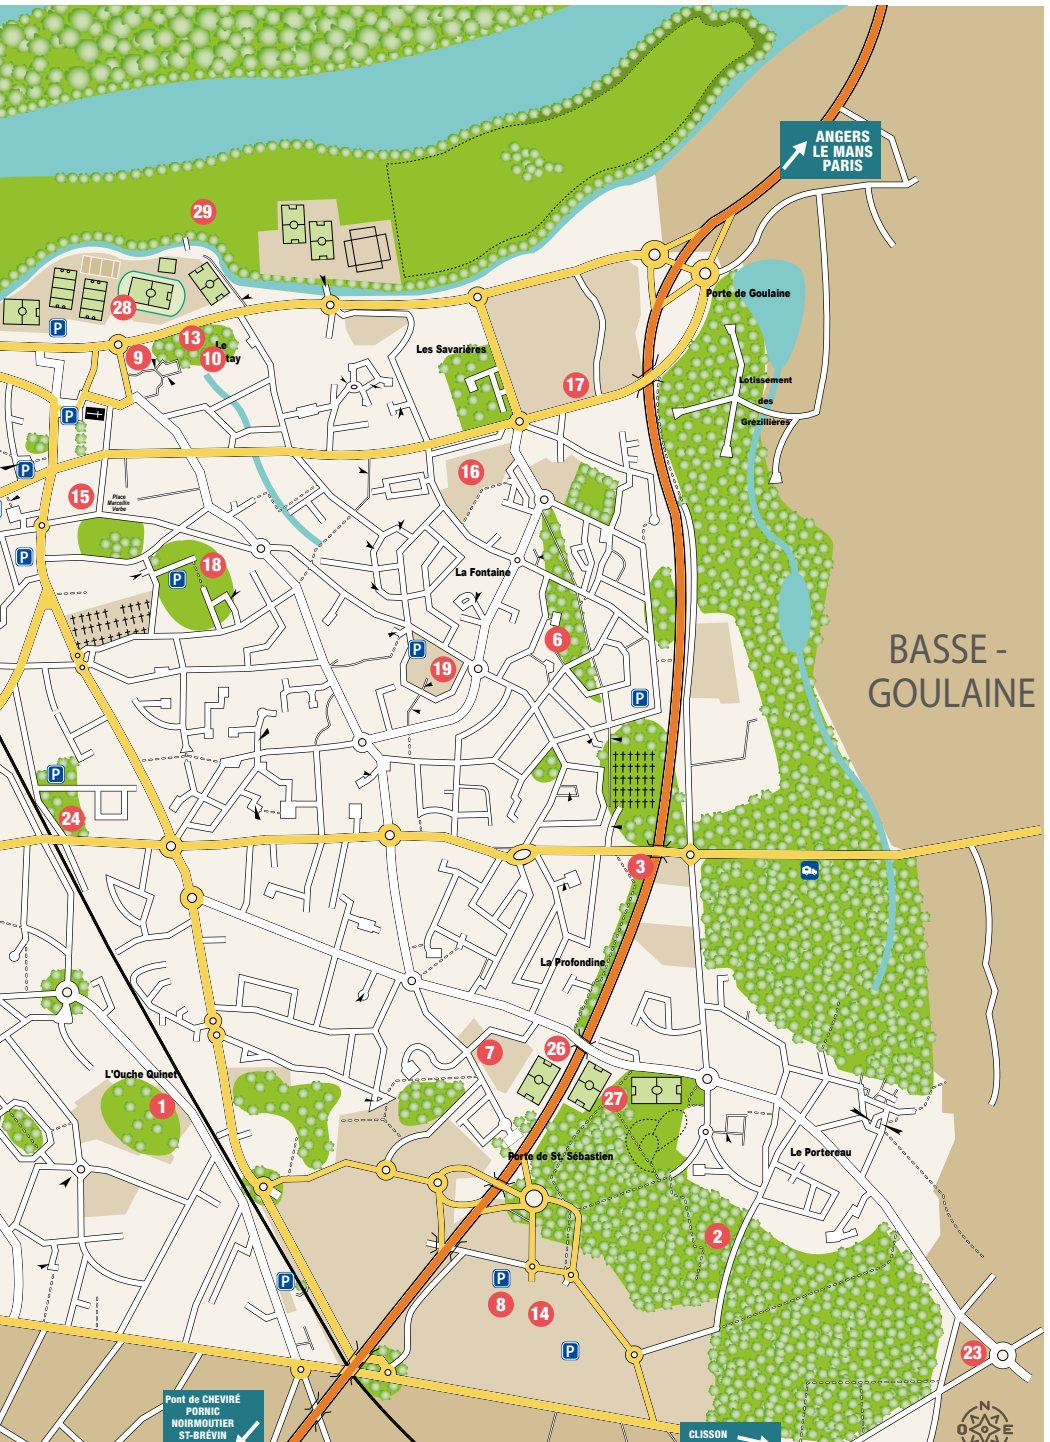 ANGERS
LE MANS
PARIS
29
Porte de Goulaine
28
P
13
Le
tay
9
10
Les Savarières
17
Lotissement
des
Grézillières
P
P
16
15
Place
Marcellin
Verbe
P
18
P
La Fontaine
6
P
19
BASSE -
GOULAINE
P
P
24
3
La Profondine
26
7
L'Ouche Quinet
1
27
Porte de St. Sébastien
Le Portereau
2
P
P
8
14
P
23
Pont de CHEVIRÉ
PORNIC
NOIRMOUTIER
ST-BRÉVIN
CLISSON
N
O
E